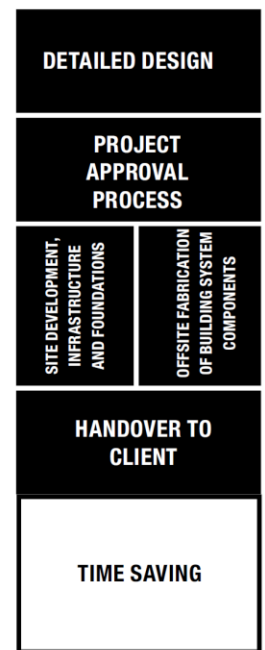 DETAILED DESIGN
PROJECT
APPROVAL
PROCESS
SITE DEVELOPMENT,
INFRASTRUCTURE
AND FOUNDATIONS
OFFSITE FABRICATION
OF BUILDING SYSTEM
COMPONENTS
HANDOVER TO
CLIENT
TIME SAVING